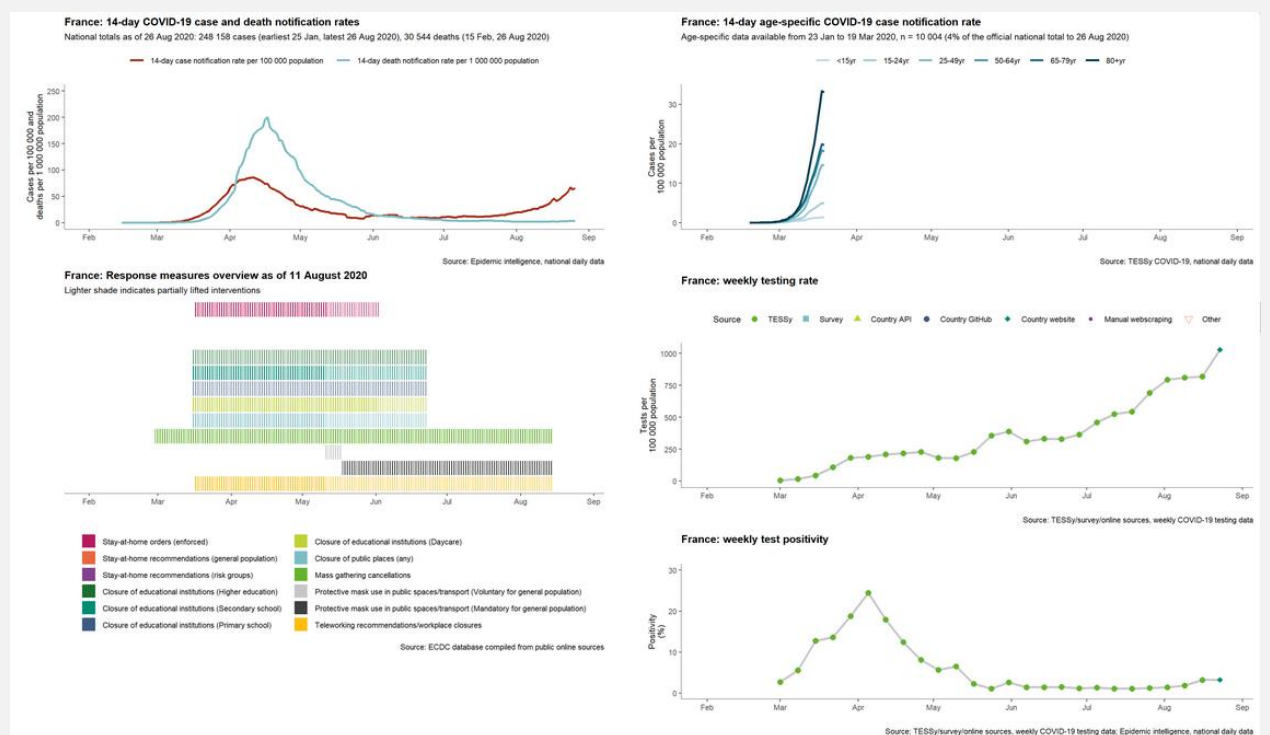 France: 14-day COVID-19 case and death notification rates
National totals as of 26 Aug 2020: 248 158 cases (earliest 25 Jan, latest 26 Aug 2020), 30 544 deaths (15 Feb, 26 Aug 2020)
14-day case notification rate per 100 000 population 14-day death notification rate per 1 000 000 population
Cases per 100 000 and
deaths per 1 000 000 population
250
200
150
100
50
0
Feb Mar Apr May Jun Jul Aug Sep
Source: Epidemic intelligence, national daily data
France: Response measures overview as of 11 August 2020
Lighter shade indicates partially lifted interventions
Feb Mar Apr May Jun Jul Aug Sep
Stay-at-home orders (enforced)
Stay-at-home recommendations (general population)
Stay-at-home recommendations (risk groups)
Closure of educational institutions (Higher education)
Closure of educational institutions (Secondary school)
Closure of educational institutions (Primary school)
Closure of educational institutions (Daycare)
Closure of public places (any)
Mass gathering cancellations
Protective mask use in public spaces/transport (Voluntary for general population)
Protective mask use in public spaces/transport (Mandatory for general population)
Teleworking recommendations/workplace closures
Source: ECDC database compiled from public online sources
France: 14-day age-specific COVID-19 case notification rate
Age-specific data available from 23 Jan to 19 Mar 2020, n = 10 004 (4% of the official national total to 26 Aug 2020)
<15yr 15-24yr 25-49yr 50-64yr 65-79yr 80+yr
Cases per
100 000 population
30
20
10
0
Feb Mar Apr May Jun Jul Aug Sep
Source: TESSy COVID-19, national daily data
France: weekly testing rate
Source TESSy Survey Country API Country GitHub Country website Manual webscraping Other
Tests per
100 000 population
1000
750
500
250
0
Feb Mar Apr May Jun Jul Aug Sep
Source: TESSy/survey/online sources, weekly COVID-19 testing data
France: weekly test positivity
Positivity
(%)
30
20
10
0
Feb Mar Apr May Jun Jul Aug Sep
Source: TESSy/survey/online sources, weekly COVID-19 testing data; Epidemic intelligence, national daily data